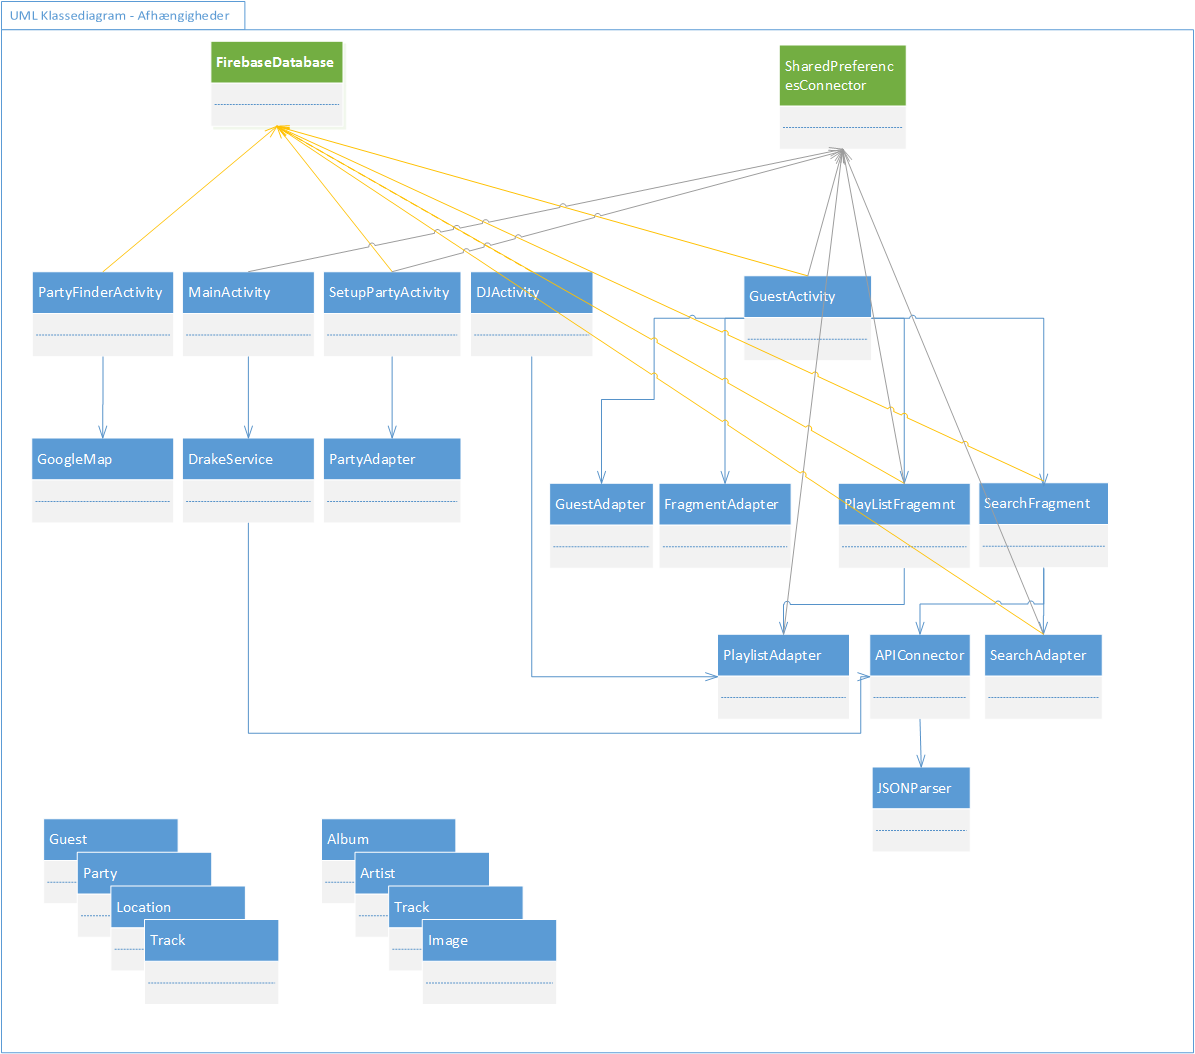 UML Klassediagram - Afhængigheder
FirebaseDatabase
SharedPreferenc
esConnector
PartyFinderActivity
MainActivity
SetupPartyActivity
DJActivity
GuestActivity
GoogleMap
DrakeService
PartyAdapter
GuestAdapter
FragmentAdapter
PlayListFragemnt
SearchFragment
PlaylistAdapter
APIConnector
SearchAdapter
JSONParser
Guest
Party
Location
Track
Album
Artist
Track
Image